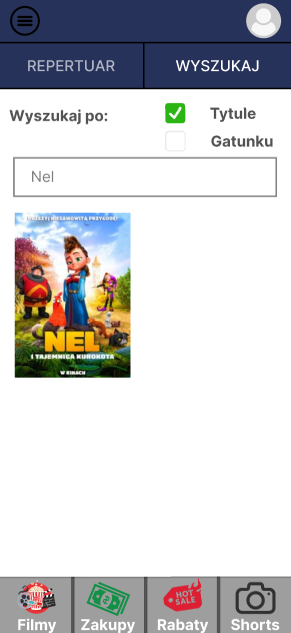 REPERTUAR
WYSZUKAJ
Wyszukaj po:
Tytule
Gatunku
Nel
NEL
I TAJEMNICA KUROKOTA
W KINACH
HOT
SALE
Filmy
Zakupy
Rabaty
Shorts